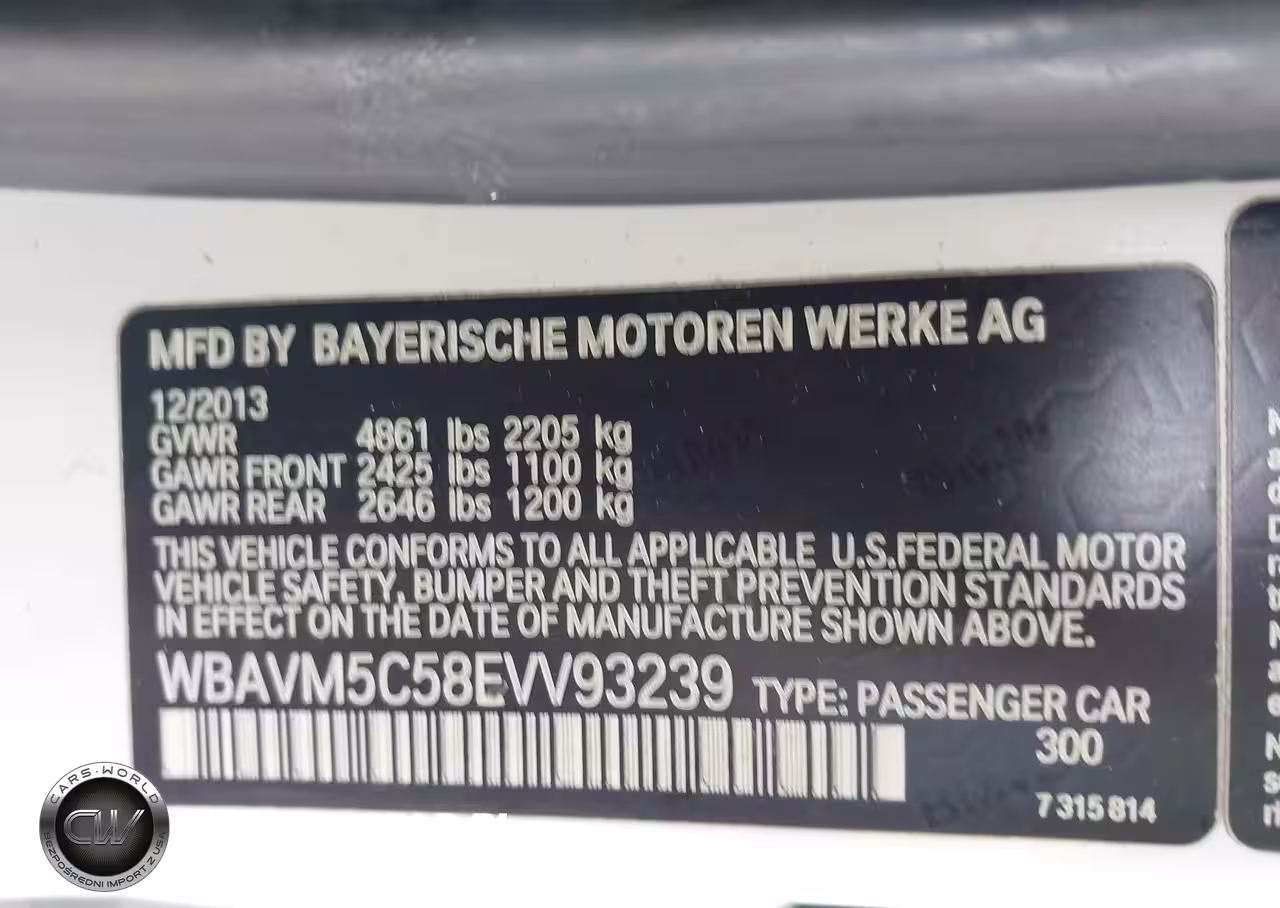 MFD BY BAYERISCHE MOTOREN WERKE AG
12/2013
GVWR 4861 lbs 2205 kg
GAWR FRONT 2425 lbs 1100 kg
GAWR REAR 2646 lbs 1200 kg
THIS VEHICLE CONFORMS TO ALL APPLICABLE U.S.FEDERAL MOTOR
VEHICLE SAFETY, BUMPER AND THEFT PREVENTION STANDARDS
IN EFFECT ON THE DATE OF MANUFACTURE SHOWN ABOVE.
WBAVM5C58EVV93239 TYPE: PASSENGER CAR
300
7 315 814
CARS·WORLD
CW
BEZPOŚREDNI IMPORT Z USA